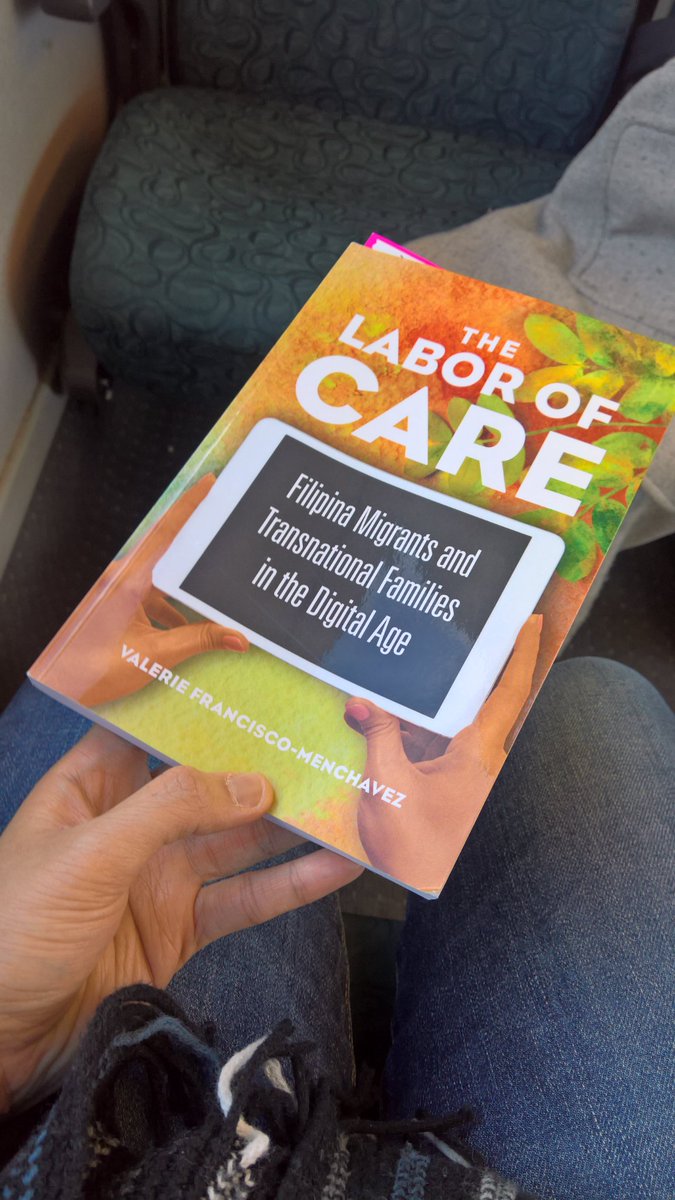 THE
LABOR OF
CARE
Filipina Migrants and
Transnational Families
in the Digital Age
VALERIE FRANCISCO-MENCHAVEZ